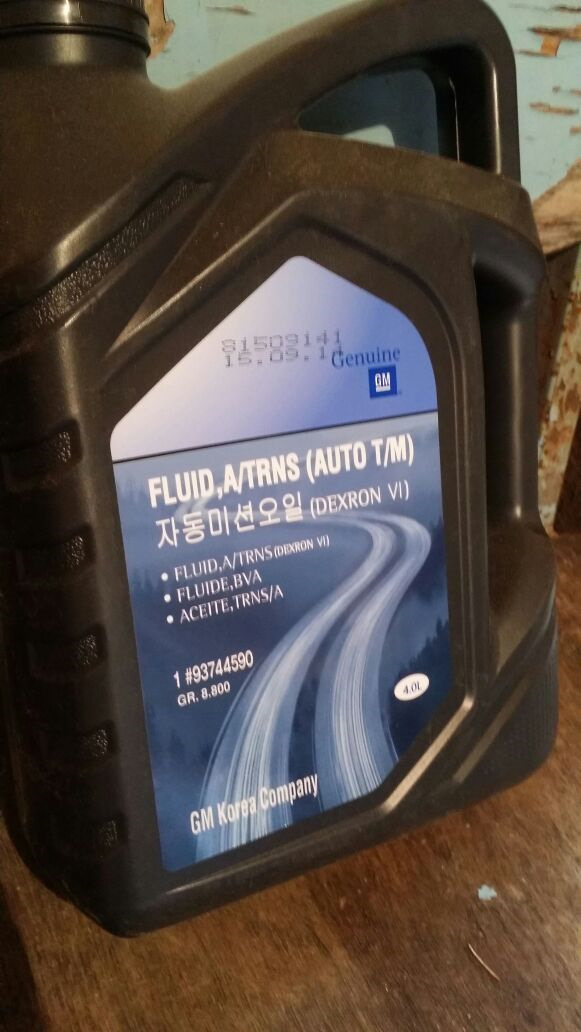 81509141
15.09.14
Genuine
GM
FLUID,A/TRNS (AUTO T/M)
자동미션오일 (DEXRON VI)
• FLUID,A/TRNS (DEXRON VI)
• FLUIDE,BVA
• ACEITE,TRNS/A
1 #93744590
GR. 8.800
4.0L
GM Korea Company